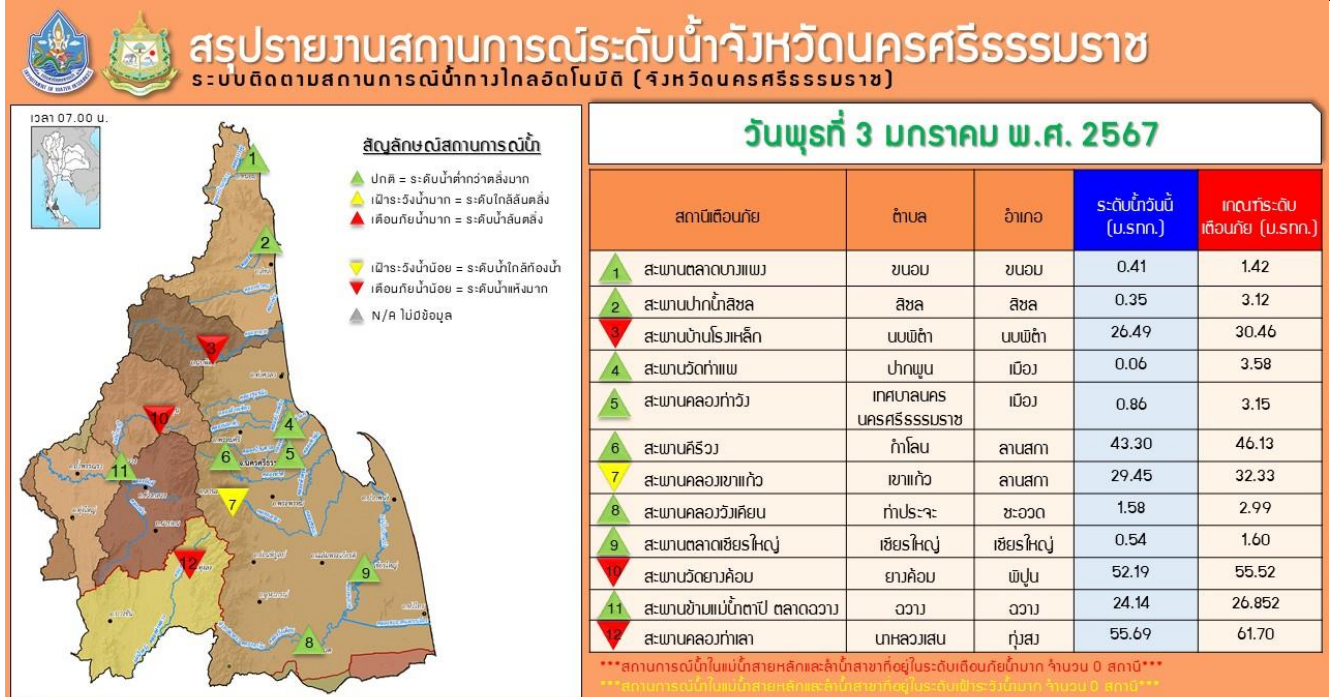 สรุปรายงานสถานการณ์ระดับน้ำจังหวัดนครศรีธรรมราช
ระบบติดตามสถานการณ์น้ำทางไกลอัตโนมัติ (จังหวัดนครศรีธรรมราช)
เวลา 07.00 น.
สัญลักษณ์สถานการณ์น้ำ
ปกติ = ระดับน้ำต่ำกว่าตลิ่งมาก
เฝ้าระวังน้ำมาก = ระดับใกล้ล้นตลิ่ง
เตือนภัยน้ำมาก = ระดับน้ำล้นตลิ่ง
เฝ้าระวังน้ำน้อย = ระดับน้ำใกล้ท้องน้ำ
เตือนภัยน้ำน้อย = ระดับน้ำแห้งมาก
N/A ไม่มีข้อมูล
1
2
3
10
4
11
6
5
7
12
9
8
วันพุธที่ 3 มกราคม พ.ศ. 2567
สถานีเตือนภัย ตำบล อำเภอ ระดับน้ำวันนี้ (ม.รทก.) เกณฑ์ระดับเตือนภัย (ม.รทก.)
1 สะพานตลาดบางแพง ขนอม ขนอม 0.41 1.42
2 สะพานปากน้ำสิชล สิชล สิชล 0.35 3.12
3 สะพานบ้านโรงเหล็ก นบพิตำ นบพิตำ 26.49 30.46
4 สะพานวัดท่าแพ ปากพูน เมือง 0.06 3.58
5 สะพานคลองท่าวัง เทศบาลนครนครศรีธรรมราช เมือง 0.86 3.15
6 สะพานคีรีวง กำโลน ลานสกา 43.30 46.13
7 สะพานคลองเขาแก้ว เขาแก้ว ลานสกา 29.45 32.33
8 สะพานคลองวังเคียน ท่าประจะ ชะอวด 1.58 2.99
9 สะพานตลาดเชียรใหญ่ เชียรใหญ่ เชียรใหญ่ 0.54 1.60
10 สะพานวัดยางค้อม ยางค้อม พิปูน 52.19 55.52
11 สะพานข้ามแม่น้ำตาปี ตลาดฉวาง ฉวาง ฉวาง 24.14 26.852
12 สะพานคลองท่าเลา นาหลวงเสน ทุ่งสง 55.69 61.70
***สถานการณ์น้ำในแม่น้ำสายหลักและลำน้ำสาขาที่อยู่ในระดับเตือนภัยน้ำมาก จำนวน 0 สถานี***
***สถานการณ์น้ำในแม่น้ำสายหลักและลำน้ำสาขาที่อยู่ในระดับเฝ้าระวังน้ำมาก จำนวน 0 สถานี***